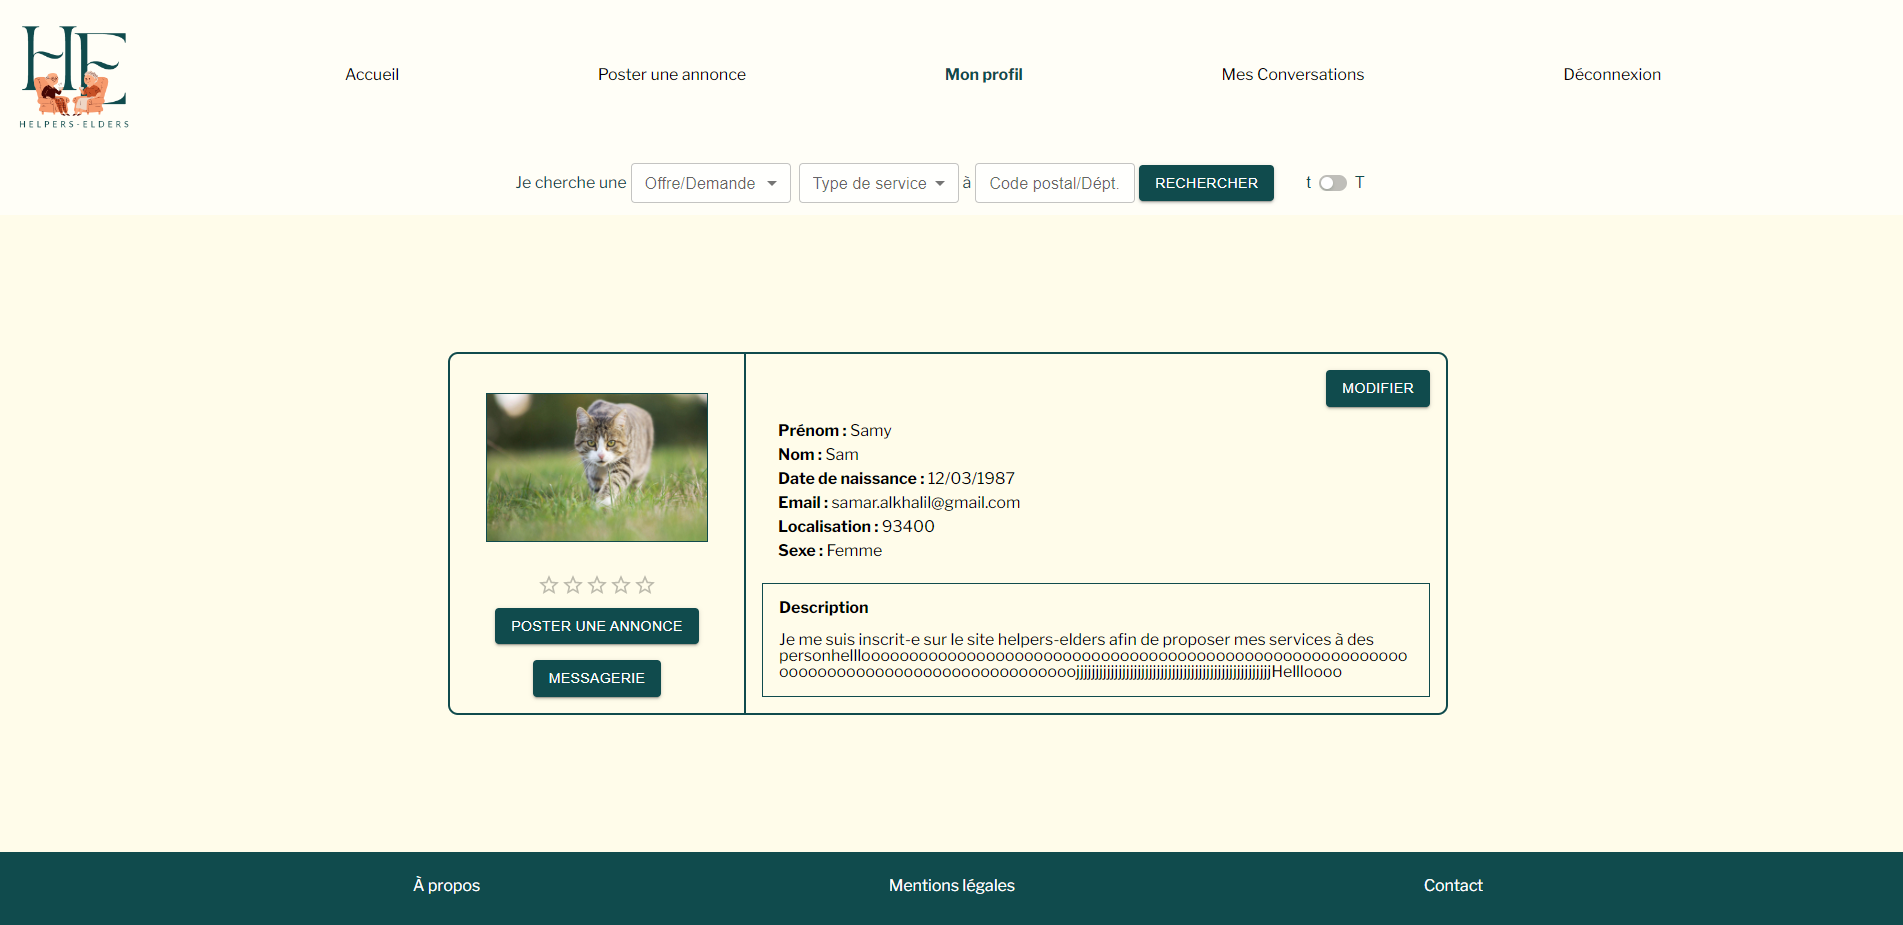 HE
HELPERS-ELDERS
Accueil
Poster une annonce
Mon profil
Mes Conversations
Déconnexion
Je cherche une Offre/Demande Type de service à Code postal/Dépt. RECHERCHER t T
MODIFIER
Prénom : Samy
Nom : Sam
Date de naissance : 12/03/1987
Email : samar.alkhalil@gmail.com
Localisation : 93400
Sexe : Femme
POSTER UNE ANNONCE
MESSAGERIE
Description
Je me suis inscrit-e sur le site helpers-elders afin de proposer mes services à des
À propos
Mentions légales
Contact